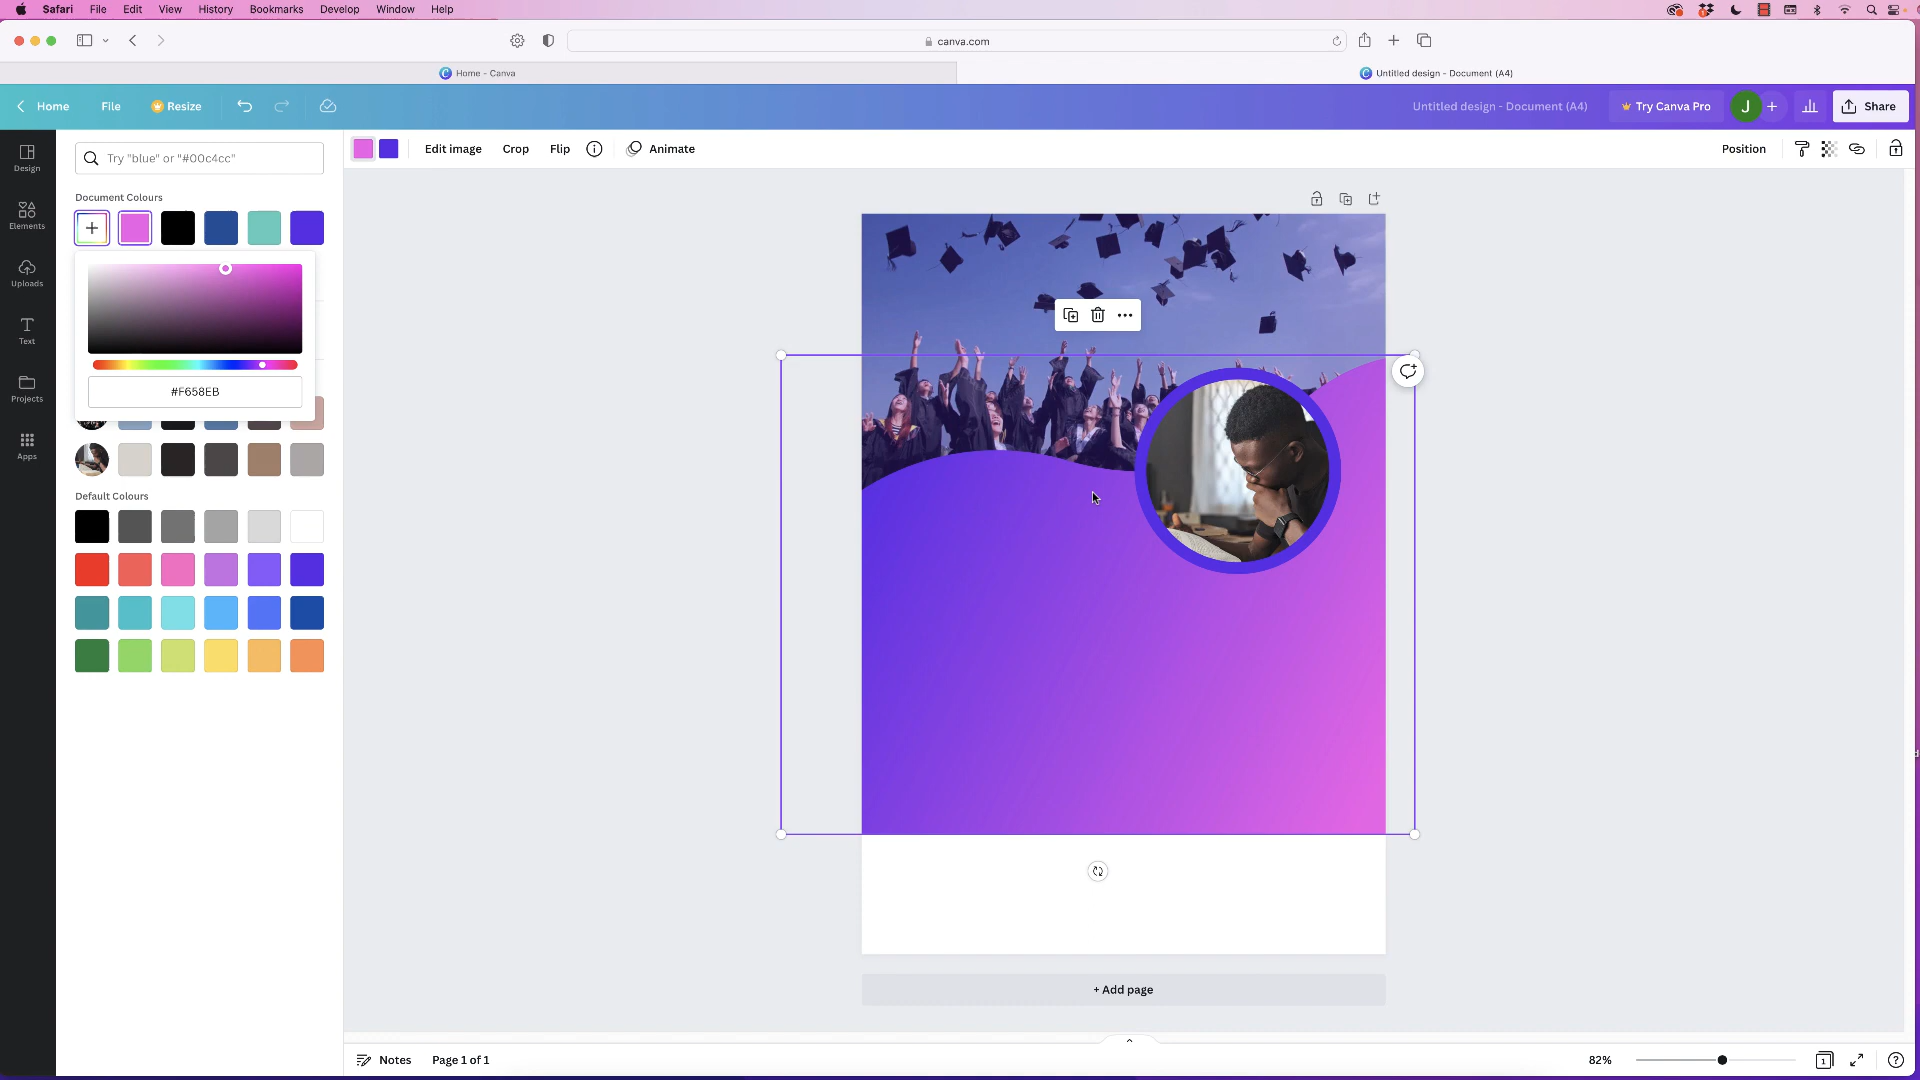 Safari File Edit View History Bookmarks Develop Window Help
canva.com
Home - Canva
Untitled design - Document (A4)
Home File Resize
Untitled design - Document (A4) Try Canva Pro J Share
Try "blue" or "#00c4cc"
Edit image Crop Flip Animate Position
Design
Elements
Uploads
Text
Projects
Apps
Document Colours
#F658EB
Default Colours
+ Add page
Notes Page 1 of 1
82% 1